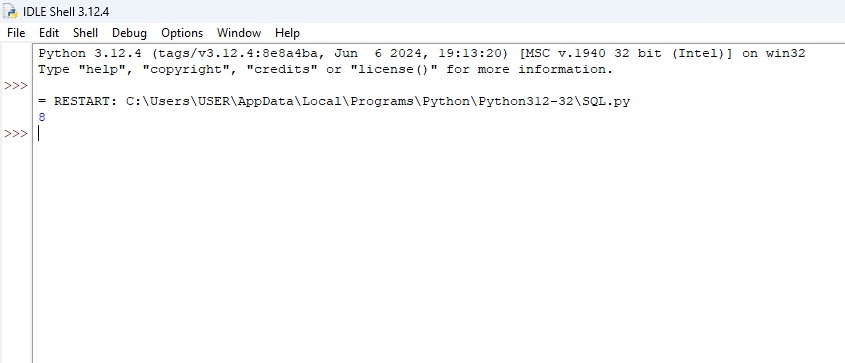 IDLE Shell 3.12.4
File Edit Shell Debug Options Window Help
Python 3.12.4 (tags/v3.12.4:8e8a4ba, Jun  6 2024, 19:13:20) [MSC v.1940 32 bit (Intel)] on win32
Type "help", "copyright", "credits" or "license()" for more information.
>>>
= RESTART: C:\Users\USER\AppData\Local\Programs\Python\Python312-32\SQL.py
8
>>>